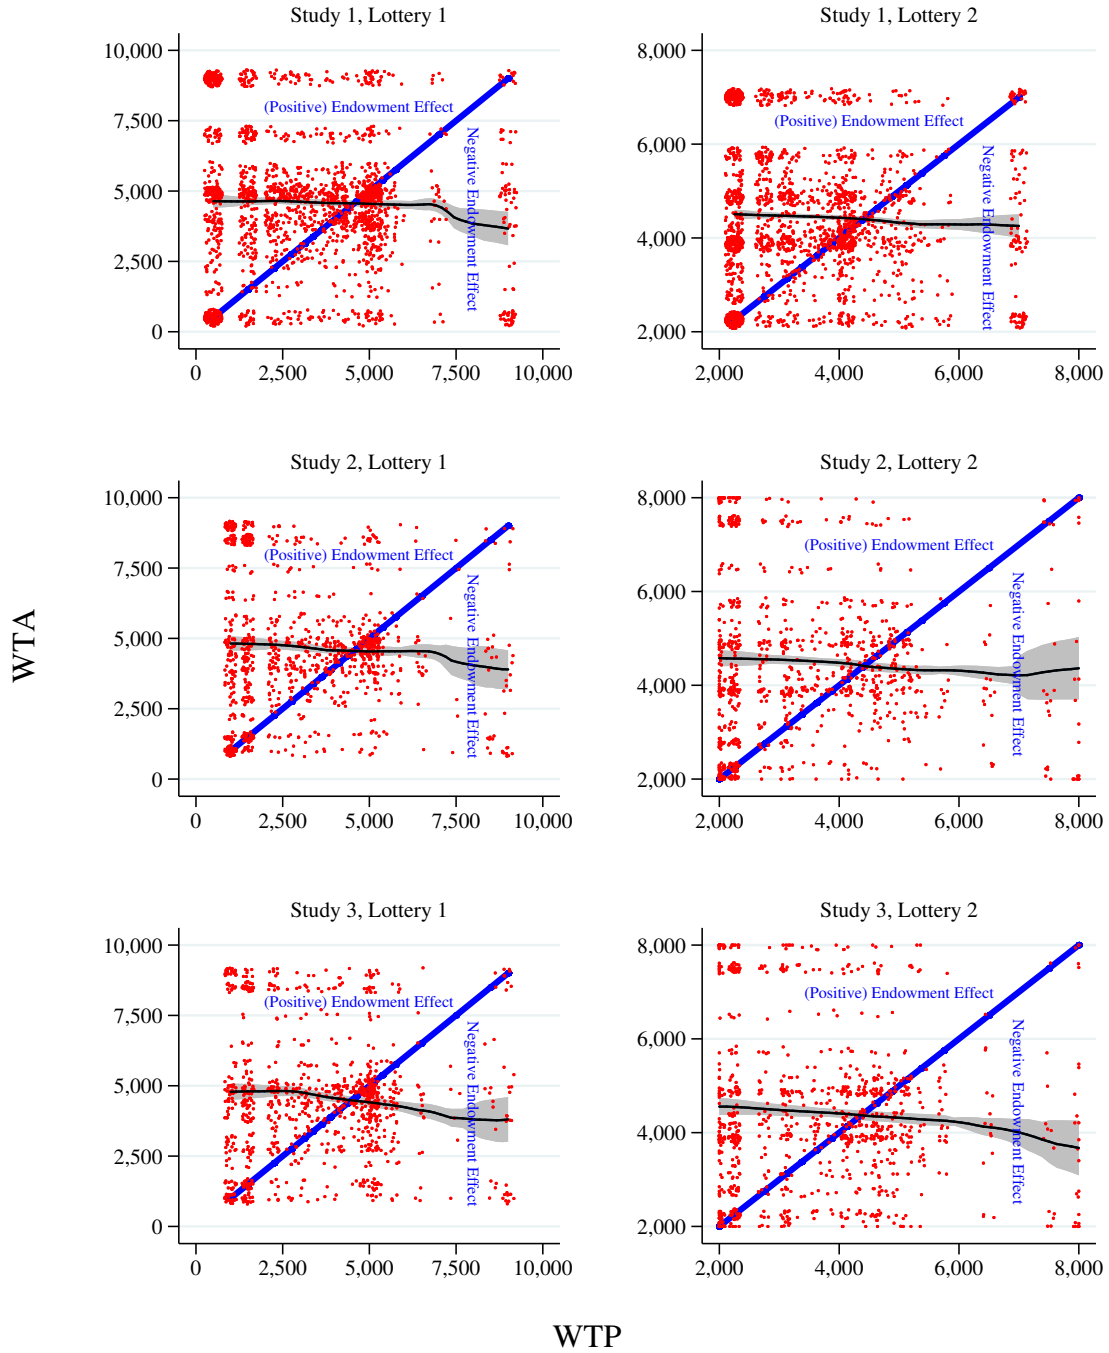 Study 1, Lottery 1
10,000
7,500
5,000
2,500
0
(Positive) Endowment Effect
Negative Endowment Effect
0 2,500 5,000 7,500 10,000
Study 1, Lottery 2
8,000
6,000
4,000
2,000
(Positive) Endowment Effect
Negative Endowment Effect
2,000 4,000 6,000 8,000
Study 2, Lottery 1
10,000
7,500
5,000
2,500
0
(Positive) Endowment Effect
Negative Endowment Effect
0 2,500 5,000 7,500 10,000
Study 2, Lottery 2
8,000
6,000
4,000
2,000
(Positive) Endowment Effect
Negative Endowment Effect
2,000 4,000 6,000 8,000
WTA
Study 3, Lottery 1
10,000
7,500
5,000
2,500
0
(Positive) Endowment Effect
Negative Endowment Effect
0 2,500 5,000 7,500 10,000
Study 3, Lottery 2
8,000
6,000
4,000
2,000
(Positive) Endowment Effect
Negative Endowment Effect
2,000 4,000 6,000 8,000
WTP